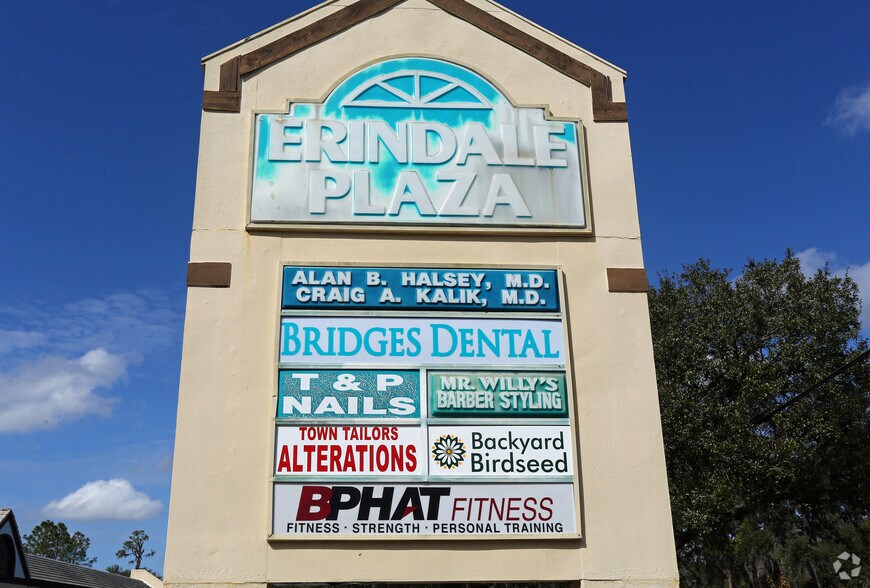 ERINDALE
PLAZA
ALAN B. HALSEY, M.D.
CRAIG A. KALIK, M.D.
BRIDGES DENTAL
T & P
NAILS
MR. WILLY'S
BARBER STYLING
TOWN TAILORS
ALTERATIONS
Backyard
Birdseed
BPHAT FITNESS
FITNESS · STRENGTH · PERSONAL TRAINING